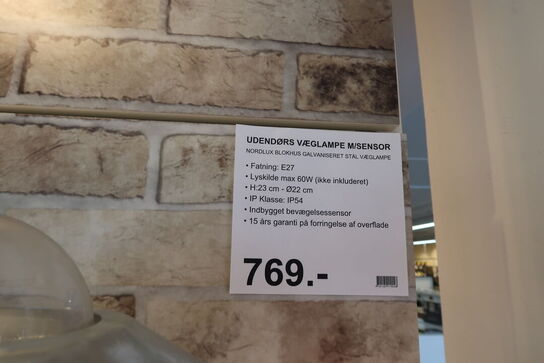 UDENDØRS VÆGLAMPE M/SENSOR
NORDLUX BLOKHUS GALVANISERET STÅL VÆGLAMPE
• Fatning: E27
• Lyskilde max 60W (ikke inkluderet)
• H:23 cm - Ø22 cm
• IP Klasse: IP54
• Indbygget bevægelsessensor
• 15 års garanti på forringelse af overflade
769.-